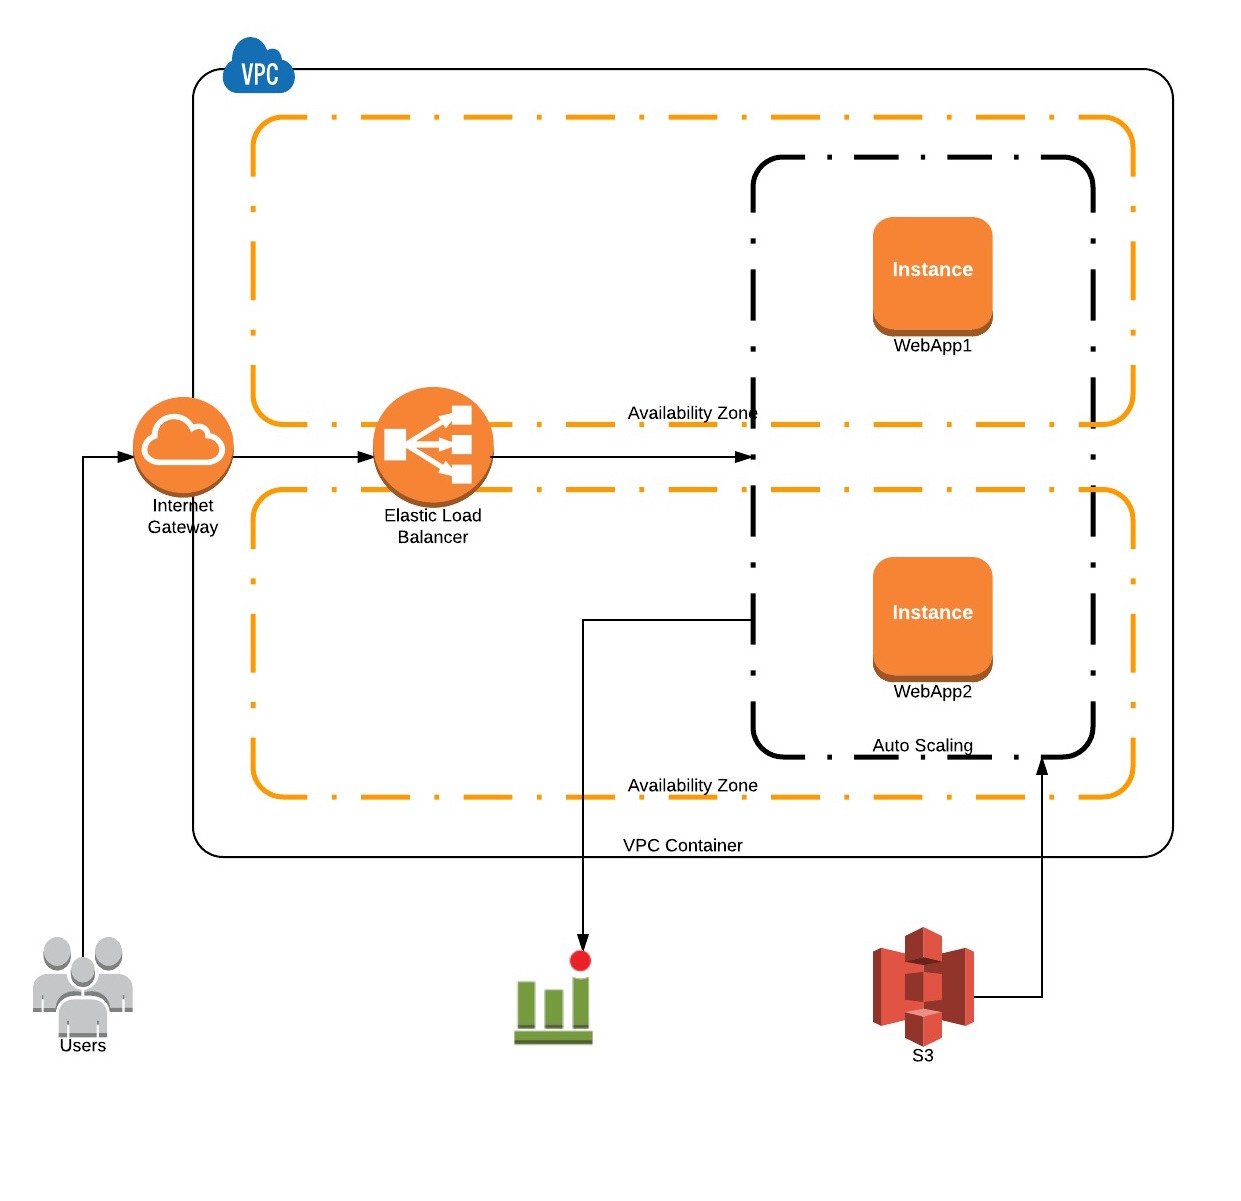 VPC
Instance
WebApp1
Availability Zone
Internet
Gateway
Elastic Load
Balancer
Instance
WebApp2
Auto Scaling
Availability Zone
VPC Container
Users
S3